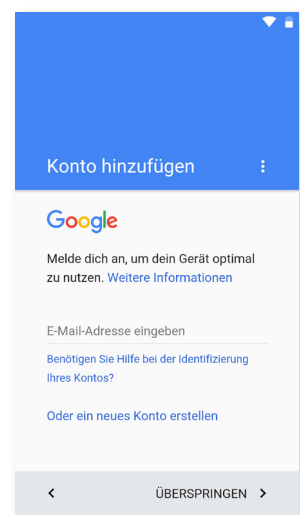 Konto hinzufügen
Google
Melde dich an, um dein Gerät optimal
zu nutzen. Weitere Informationen
E-Mail-Adresse eingeben
Benötigen Sie Hilfe bei der Identifizierung
Ihres Kontos?
Oder ein neues Konto erstellen
ÜBERSPRINGEN